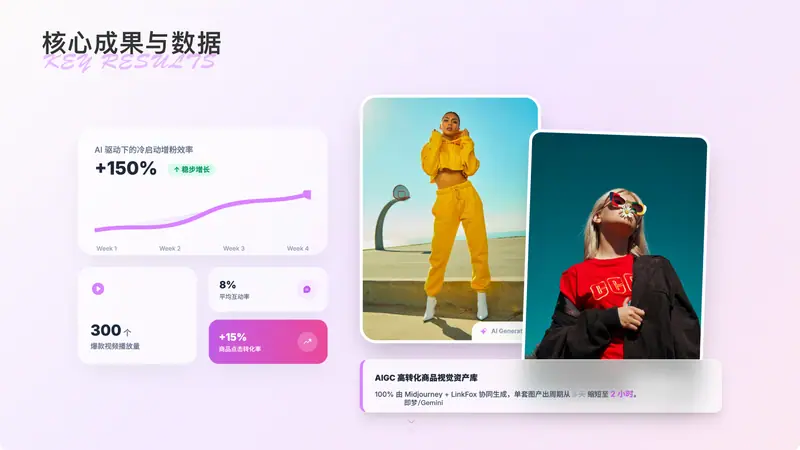 核心成果与数据
KEY RESULTS
AI 驱动下的冷启动增粉效率
+150%
↑ 稳步增长
Week 1
Week 2
Week 3
Week 4
300 个
爆款视频播放量
8%
平均互动率
+15%
商品点击转化率
AI Generat
AIGC 高转化商品视觉资产库
100% 由 Midjourney + LinkFox 协同生成，单套图产出周期从 天 缩短至 2 小时。
即梦/Gemini